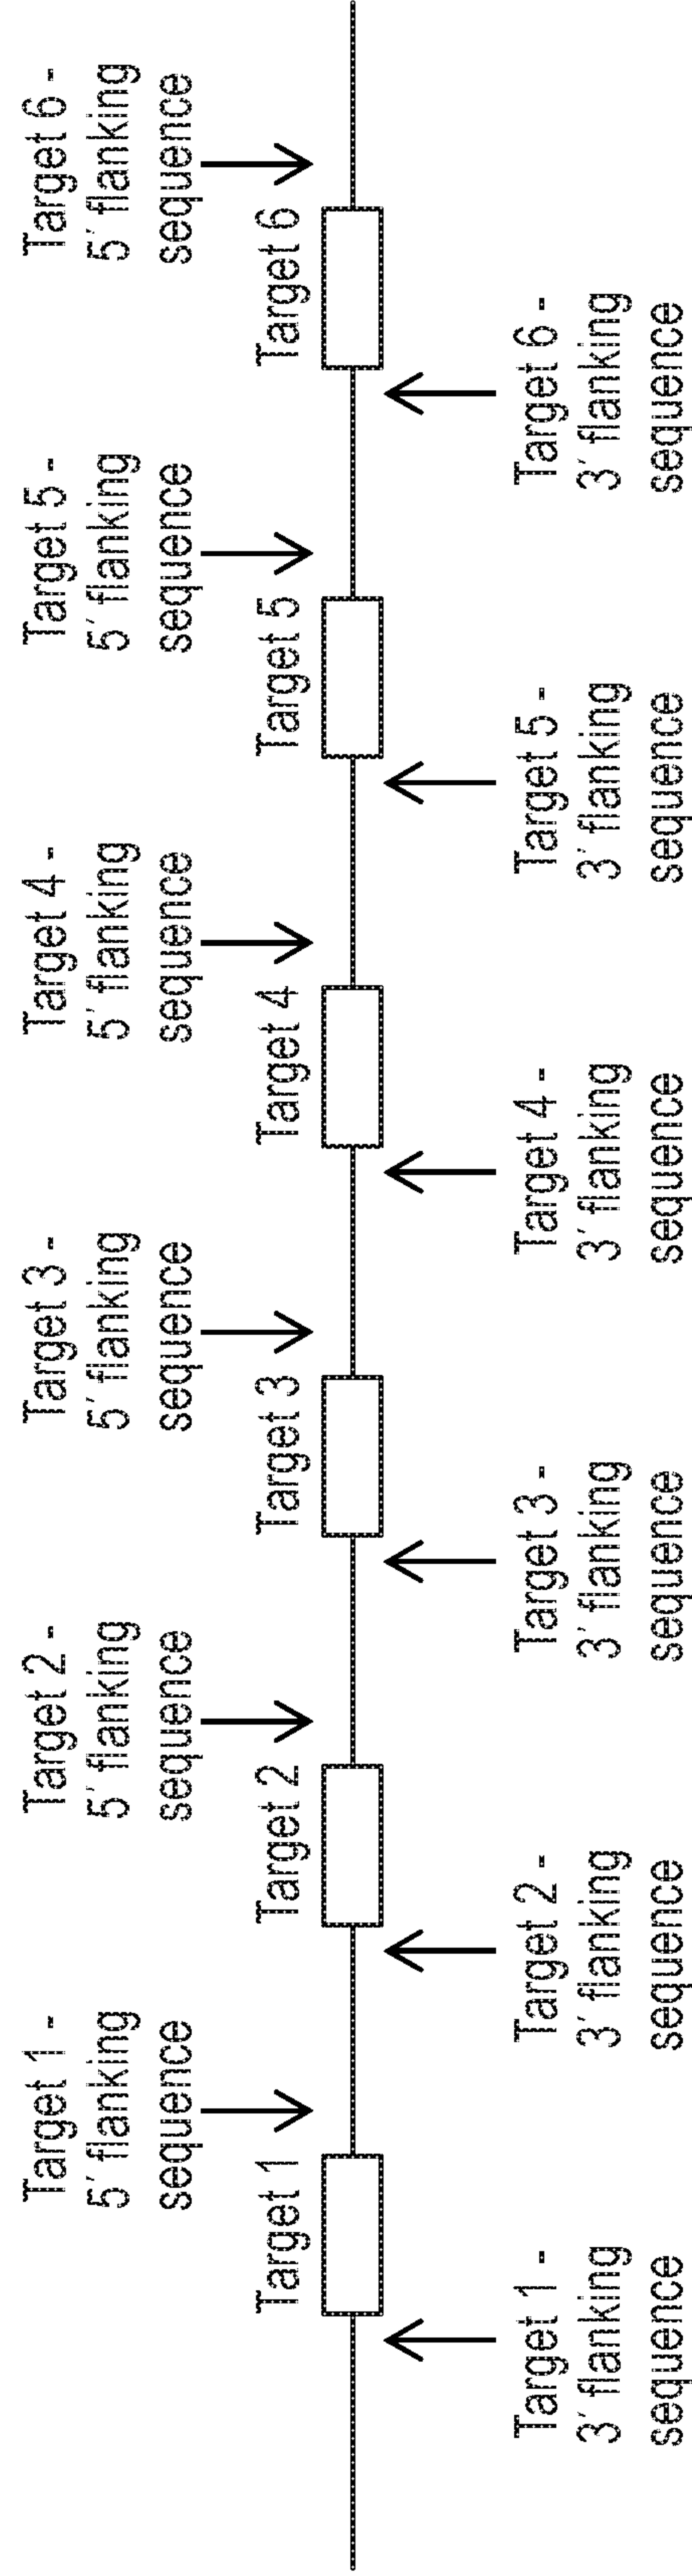 Target 1 -
5′ flanking
sequence
Target 2 -
5′ flanking
sequence
Target 3 -
5′ flanking
sequence
Target 4 -
5′ flanking
sequence
Target 5 -
5′ flanking
sequence
Target 6 -
5′ flanking
sequence
Target 1
Target 2
Target 3
Target 4
Target 5
Target 6
Target 1 -
3′ flanking
sequence
Target 2 -
3′ flanking
sequence
Target 3 -
3′ flanking
sequence
Target 4 -
3′ flanking
sequence
Target 5 -
3′ flanking
sequence
Target 6 -
3′ flanking
sequence